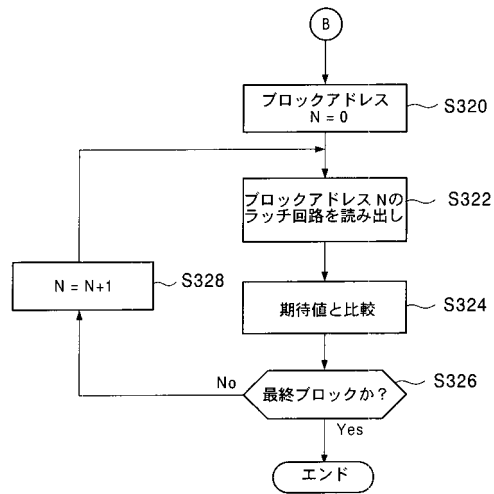 B
ブロックアドレス
N = 0
S320
ブロックアドレス Nの
ラッチ回路を読み出し
S322
N = N+1
S328
期待値と比較
S324
最終ブロックか？
S326
No
Yes
エンド